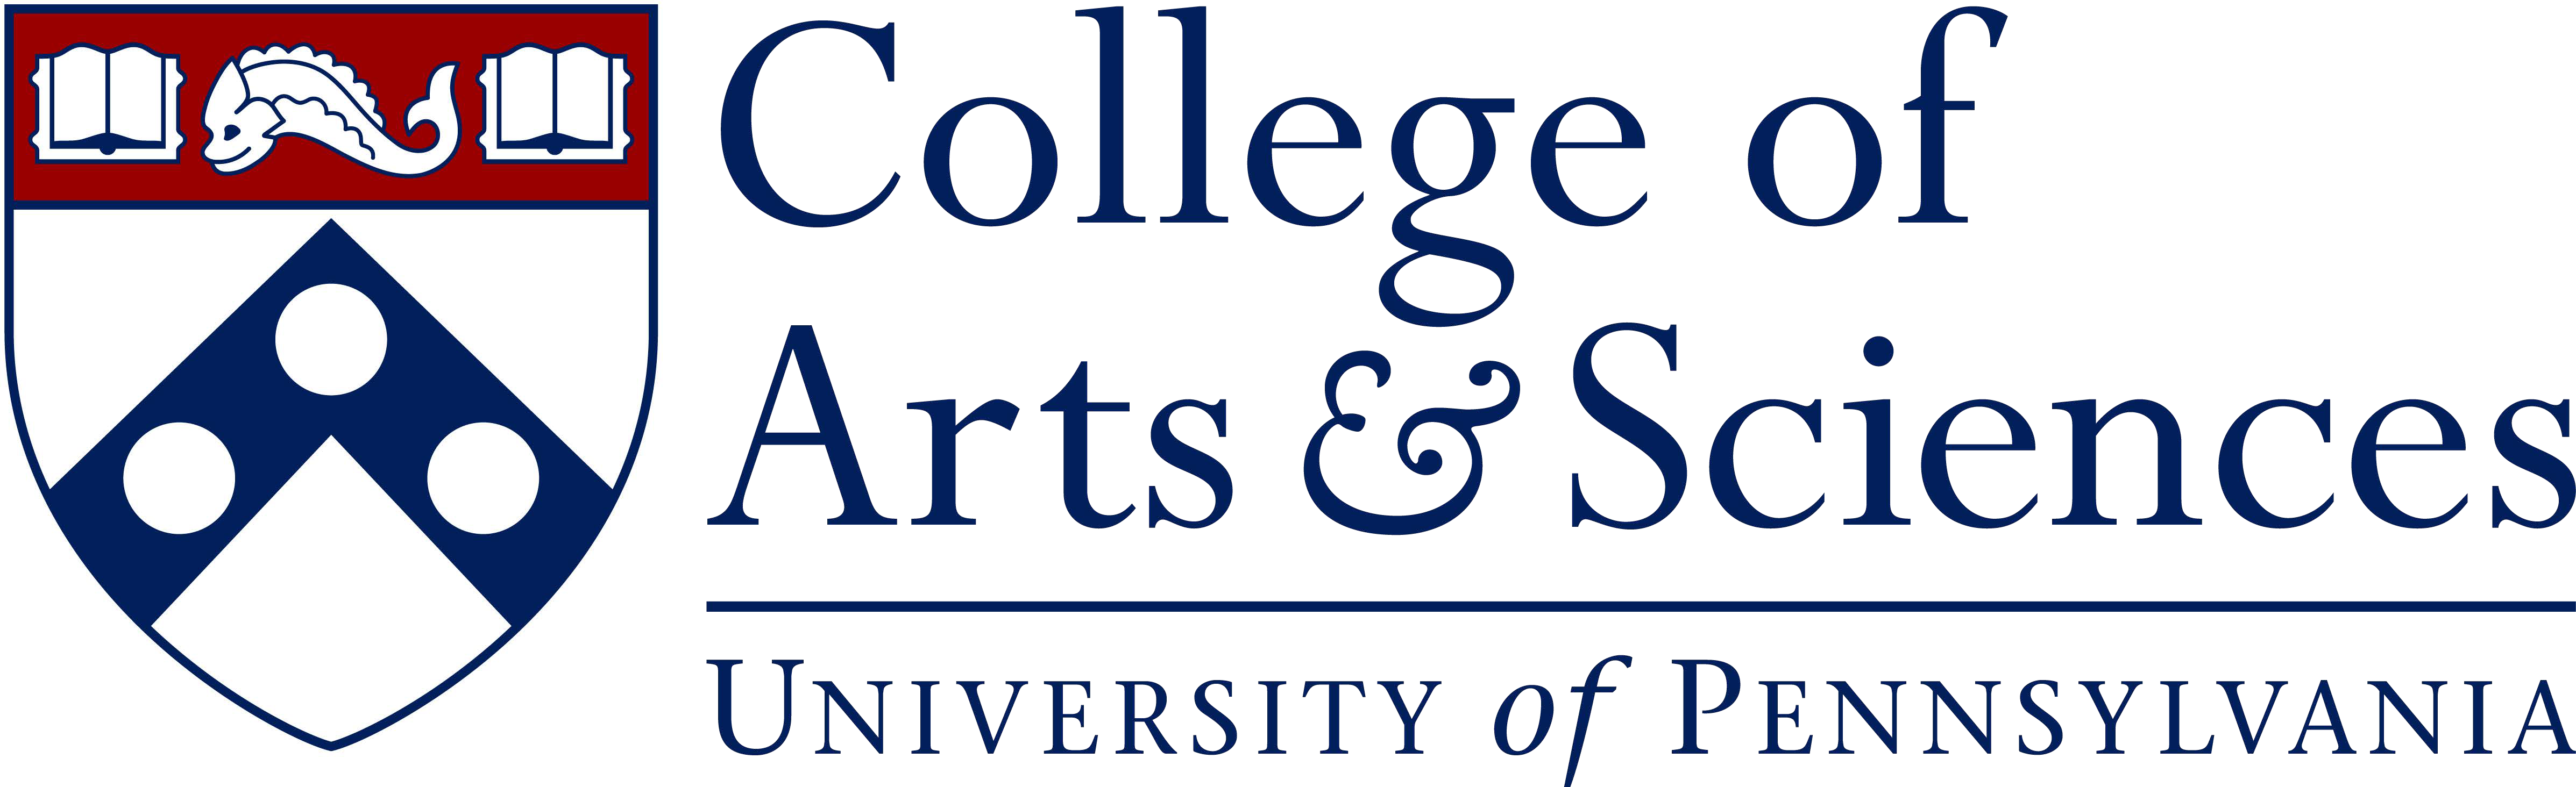 College of
Arts & Sciences
UNIVERSITY of PENNSYLVANIA